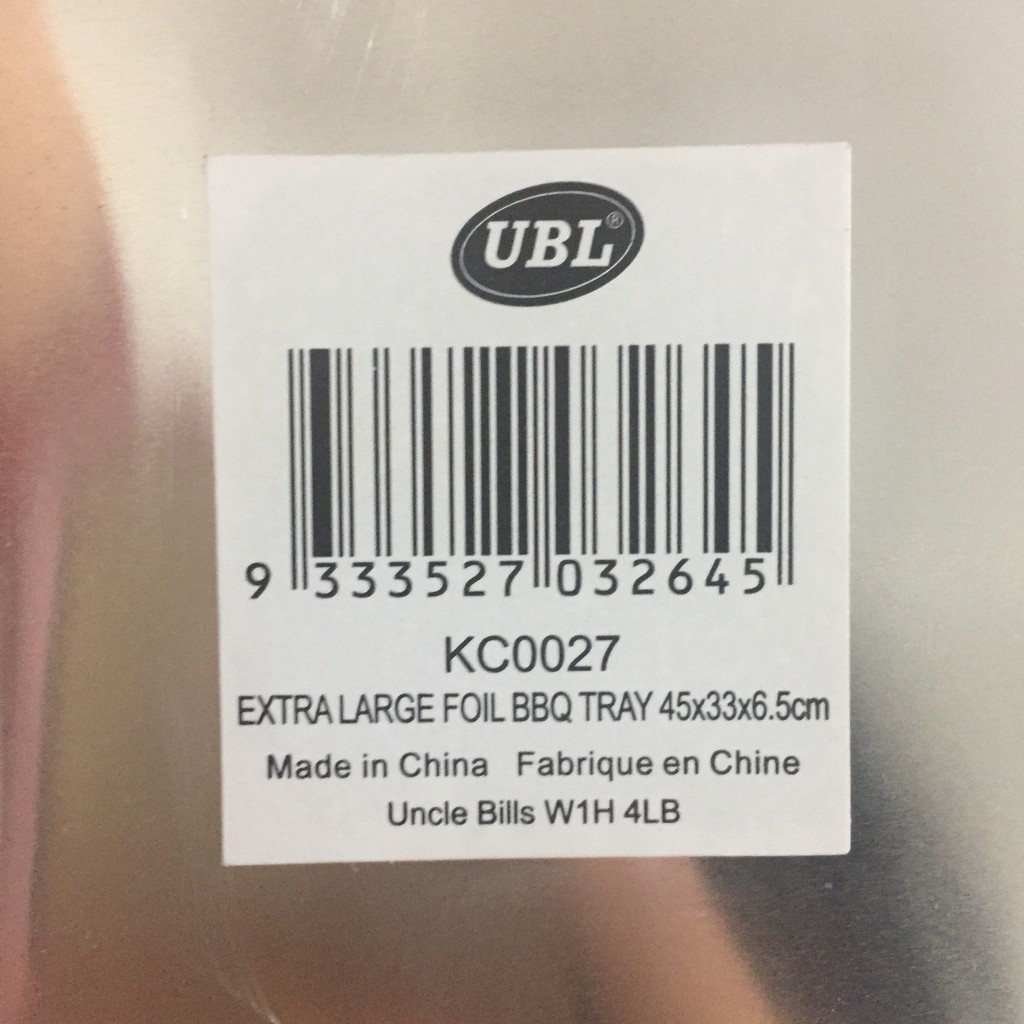 UBL®
9 333527 032645
KC0027
EXTRA LARGE FOIL BBQ TRAY 45x33x6.5cm
Made in China Fabrique en Chine
Uncle Bills W1H 4LB